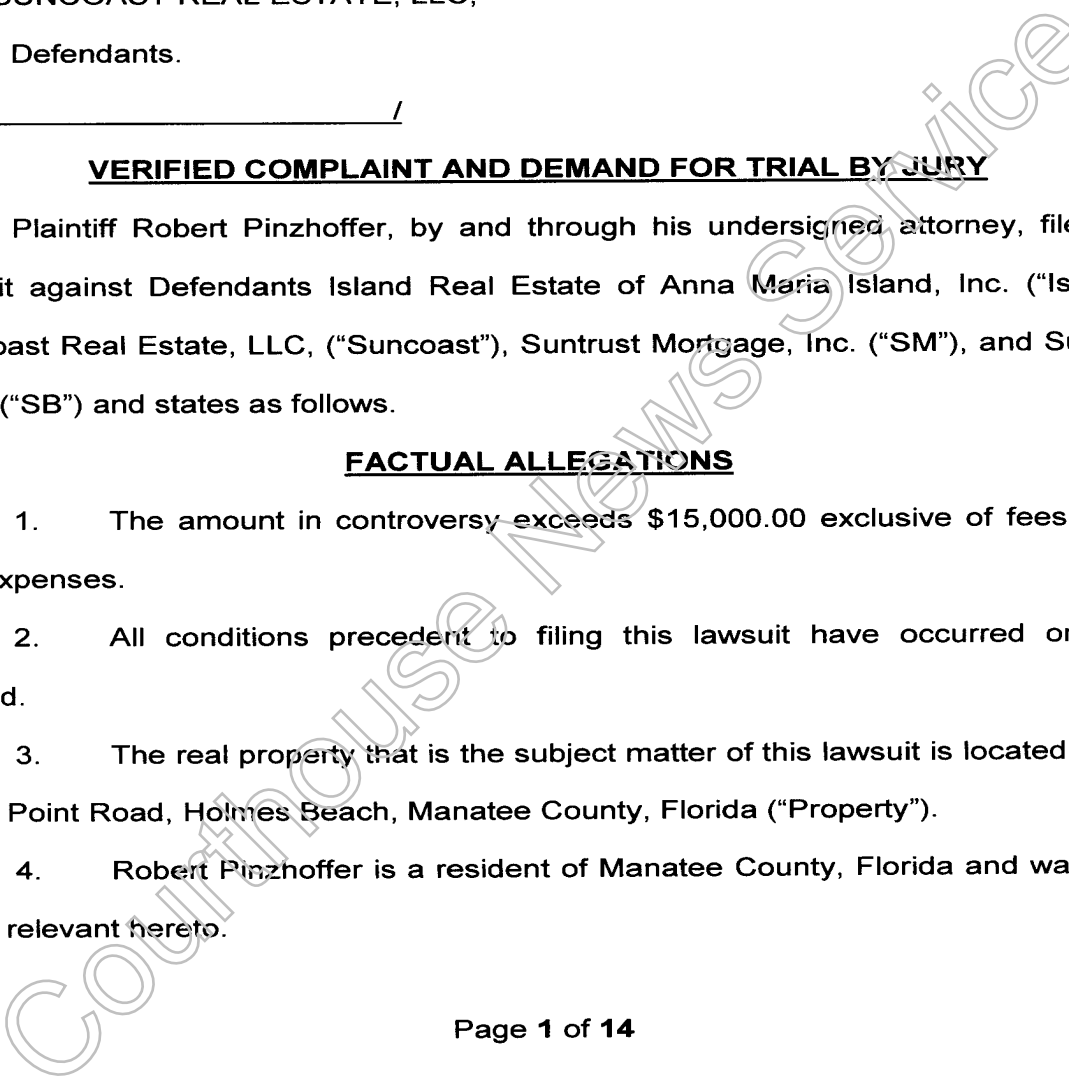 SUNCOAST REAL ESTATE, LLC,
Defendants.
/
VERIFIED COMPLAINT AND DEMAND FOR TRIAL BY JURY
Plaintiff Robert Pinzhoffer, by and through his undersigned attorney, file
it against Defendants Island Real Estate of Anna Maria Island, Inc. (“Is
oast Real Estate, LLC, (“Suncoast”), Suntrust Mortgage, Inc. (“SM”), and Su
(“SB”) and states as follows.
FACTUAL ALLEGATIONS
1. The amount in controversy exceeds $15,000.00 exclusive of fees
xpenses.
2. All conditions precedent to filing this lawsuit have occurred or
d.
3. The real property that is the subject matter of this lawsuit is located
Point Road, Holmes Beach, Manatee County, Florida (“Property”).
4. Robert Pinzhoffer is a resident of Manatee County, Florida and wa
relevant hereto.
Page 1 of 14
Courthouse News Service